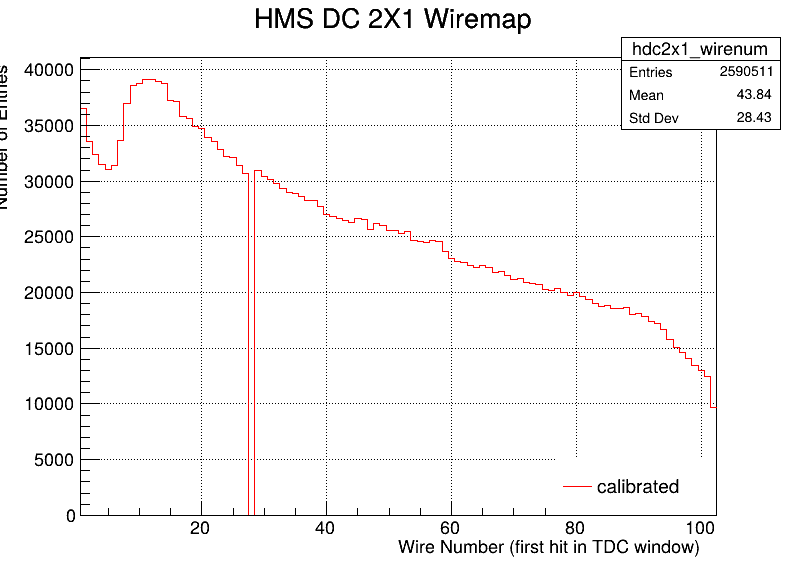 HMS DC 2X1 Wiremap
hdc2x1_wirenum
Entries 2590511
Mean 43.84
Std Dev 28.43
Number of Entries
40000
35000
30000
25000
20000
15000
10000
5000
0
20 40 60 80 100
calibrated
Wire Number (first hit in TDC window)